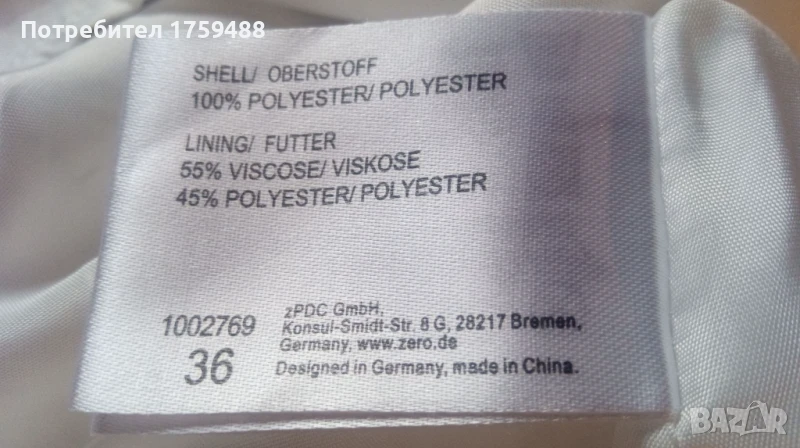 Потребител 1759488
SHELL/ OBERSTOFF
100% POLYESTER/ POLYESTER
LINING/ FUTTER
55% VISCOSE/ VISKOSE
45% POLYESTER/ POLYESTER
1002769
36
zPDC GmbH,
Konsul-Smidt-Str. 8 G, 28217 Bremen,
Germany, www.zero.de
Designed in Germany, made in China.
BAZAR